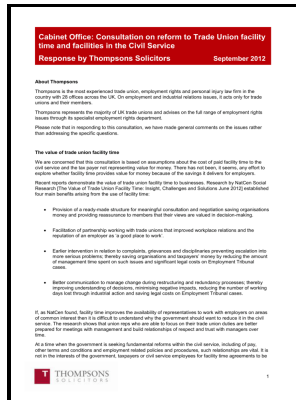 Cabinet Office: Consultation on reform to Trade Union facility
time and facilities in the Civil Service
Response by Thompsons Solicitors September 2012
About Thompsons
Thompsons is the most experienced trade union, employment rights and personal injury law firm in the
country with 28 offices across the UK. On employment and industrial relations issues, it acts only for trade
unions and their members.
Thompsons represents the majority of UK trade unions and advises on the full range of employment rights
issues through its specialist employment rights department.
Please note that in responding to this consultation, we have made general comments on the issues rather
than addressing the specific questions.
The value of trade union facility time
We are concerned that this consultation is based on assumptions about the cost of paid facility time to the
civil service and the tax payer not representing value for money. There has not been, it seems, any effort to
explore whether facility time provides value for money because of the savings it delivers for employers.
Recent reports demonstrate the value of trade union facility time to businesses. Research by NatCen Social
Research [The Value of Trade Union Facility Time: Insight, Challenges and Solutions June 2012] established
four main benefits arising from the use of facility time:
• Provision of a ready-made structure for meaningful consultation and negotiation saving organisations
money and providing reassurance to members that their views are valued in decision-making.
• Facilitation of partnership working with trade unions that improved workplace relations and the
reputation of an employer as 'a good place to work'.
• Earlier intervention in relation to complaints, grievances and disciplinaries preventing escalation into
more serious problems; thereby saving organisations and taxpayers' money by reducing the amount
of management time spent on such issues and significant legal costs on Employment Tribunal
cases.
• Better communication to manage change during restructuring and redundancy processes; thereby
improving understanding of decisions, minimising negative impacts, reducing the number of working
days lost through industrial action and saving legal costs on Employment Tribunal cases.
If, as NatCen found, facility time improves the availability of representatives to work with employers on areas
of common interest then it is difficult to understand why the government should want to reduce it in the civil
service. The research shows that union reps who are able to focus on their trade union duties are better
prepared for meetings with management and build relationships of respect and trust with managers over
time.
At a time when the government is seeking fundamental reforms within the civil service, including of pay,
other terms and conditions and employment related policies and procedures, such relationships are vital. It is
not in the interests of the government, taxpayers or civil service employees for facility time agreements to be
THOMPSONS
SOLICITORS
1